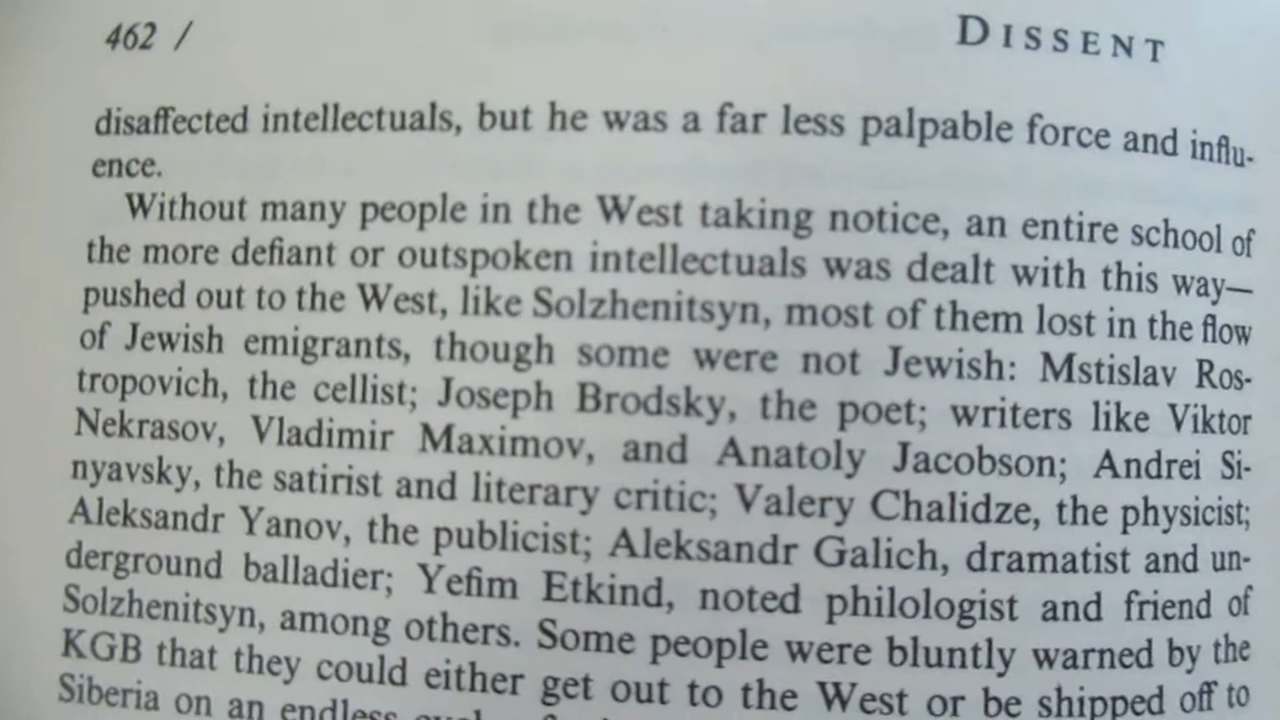 462 / DISSENT
disaffected intellectuals, but he was a far less palpable force and influ-
ence.
Without many people in the West taking notice, an entire school of
the more defiant or outspoken intellectuals was dealt with this way—
pushed out to the West, like Solzhenitsyn, most of them lost in the flow
of Jewish emigrants, though some were not Jewish: Mstislav Ros-
tropovich, the cellist; Joseph Brodsky, the poet; writers like Viktor
Nekrasov, Vladimir Maximov, and Anatoly Jacobson; Andrei Si-
nyavsky, the satirist and literary critic; Valery Chalidze, the physicist;
Aleksandr Yanov, the publicist; Aleksandr Galich, dramatist and un-
derground balladier; Yefim Etkind, noted philologist and friend of
Solzhenitsyn, among others. Some people were bluntly warned by the
KGB that they could either get out to the West or be shipped off to
Siberia on an endless